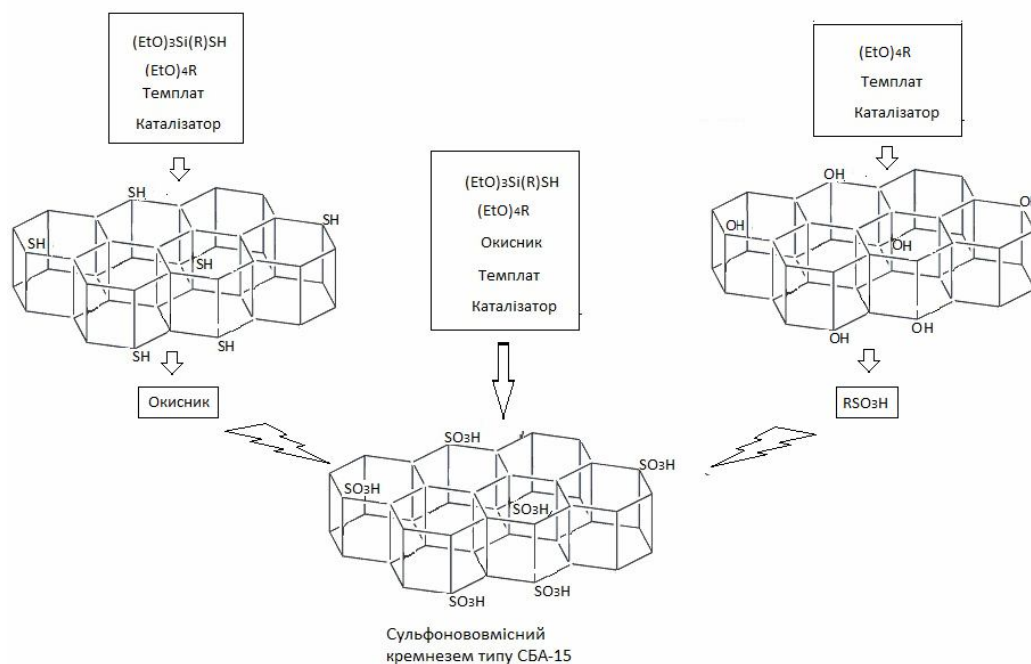 (EtO)₃Si(R)SH
(EtO)₄R
Темплат
Каталізатор
SH
SH
SH
SH
SH
SH
Окисник
(EtO)₃Si(R)SH
(EtO)₄R
Окисник
Темплат
Каталізатор
(EtO)₄R
Темплат
Каталізатор
OH
OH
OH
OH
OH
RSO₃H
SO₃H
SO₃H
SO₃H
SO₃H
SO₃H
SO₃H
Сульфонововмісний
кремнезем типу СБА-15